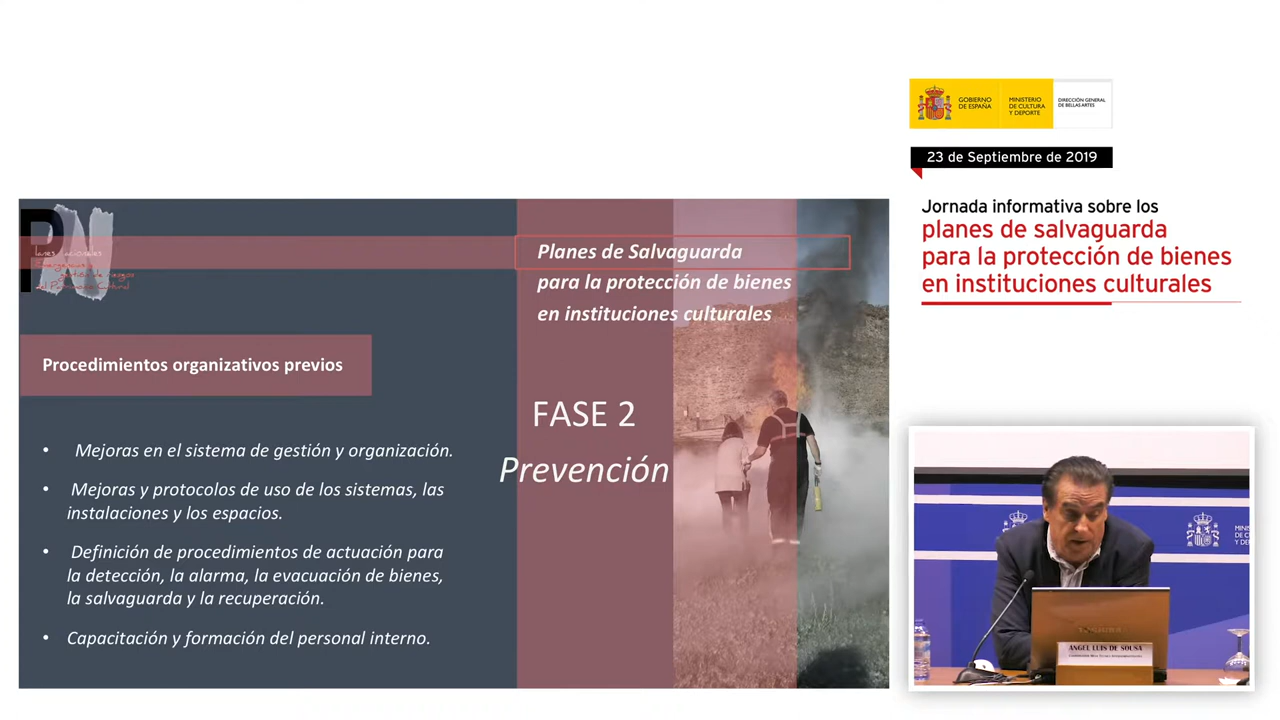 GOBIERNO
DE ESPAÑA
MINISTERIO
DE CULTURA
Y DEPORTE
DIRECCIÓN GENERAL
DE BELLAS ARTES
23 de Septiembre de 2019
Jornada informativa sobre los
planes de salvaguarda
para la protección de bienes
en instituciones culturales
PN
Planes de Salvaguarda
para la protección de bienes
en instituciones culturales
Procedimientos organizativos previos
FASE 2
Prevención
• Mejoras en el sistema de gestión y organización.
• Mejoras y protocolos de uso de los sistemas, las
instalaciones y los espacios.
• Definición de procedimientos de actuación para
la detección, la alarma, la evacuación de bienes,
la salvaguarda y la recuperación.
• Capacitación y formación del personal interno.
TOSHIBA
ÁNGEL LUIS DE SOUSA